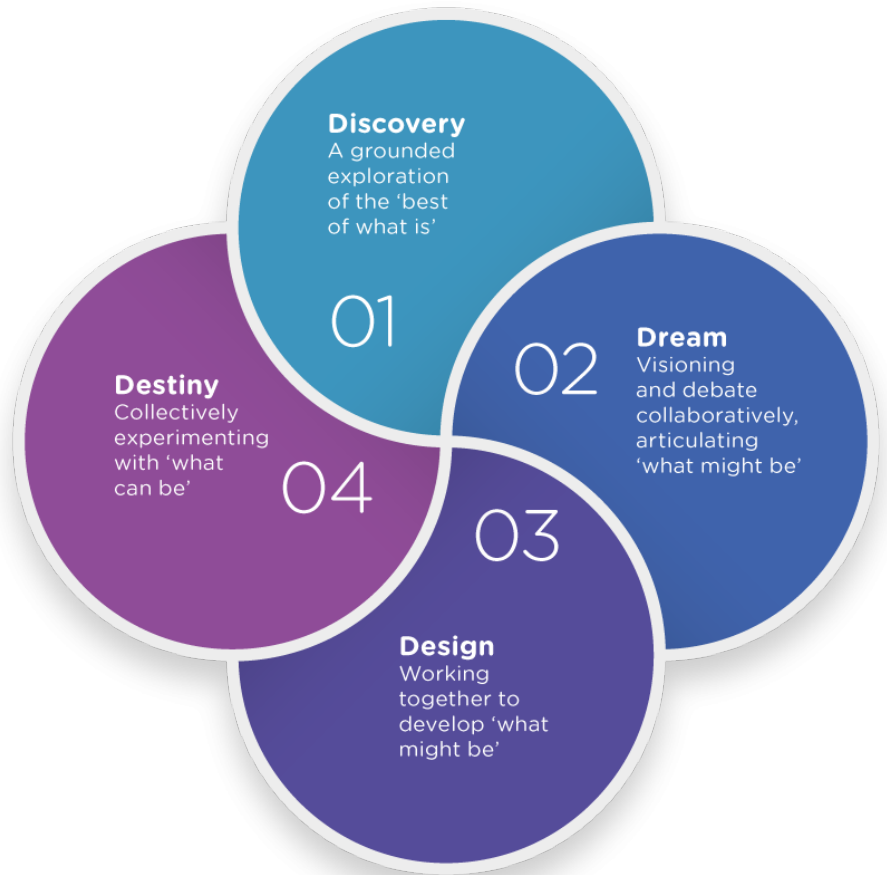 Discovery
A grounded
exploration
of the ‘best
of what is’
01
02
Dream
Visioning
and debate
collaboratively,
articulating
‘what might be’
03
Design
Working
together to
develop ‘what
might be’
Destiny
Collectively
experimenting
with ‘what
can be’
04